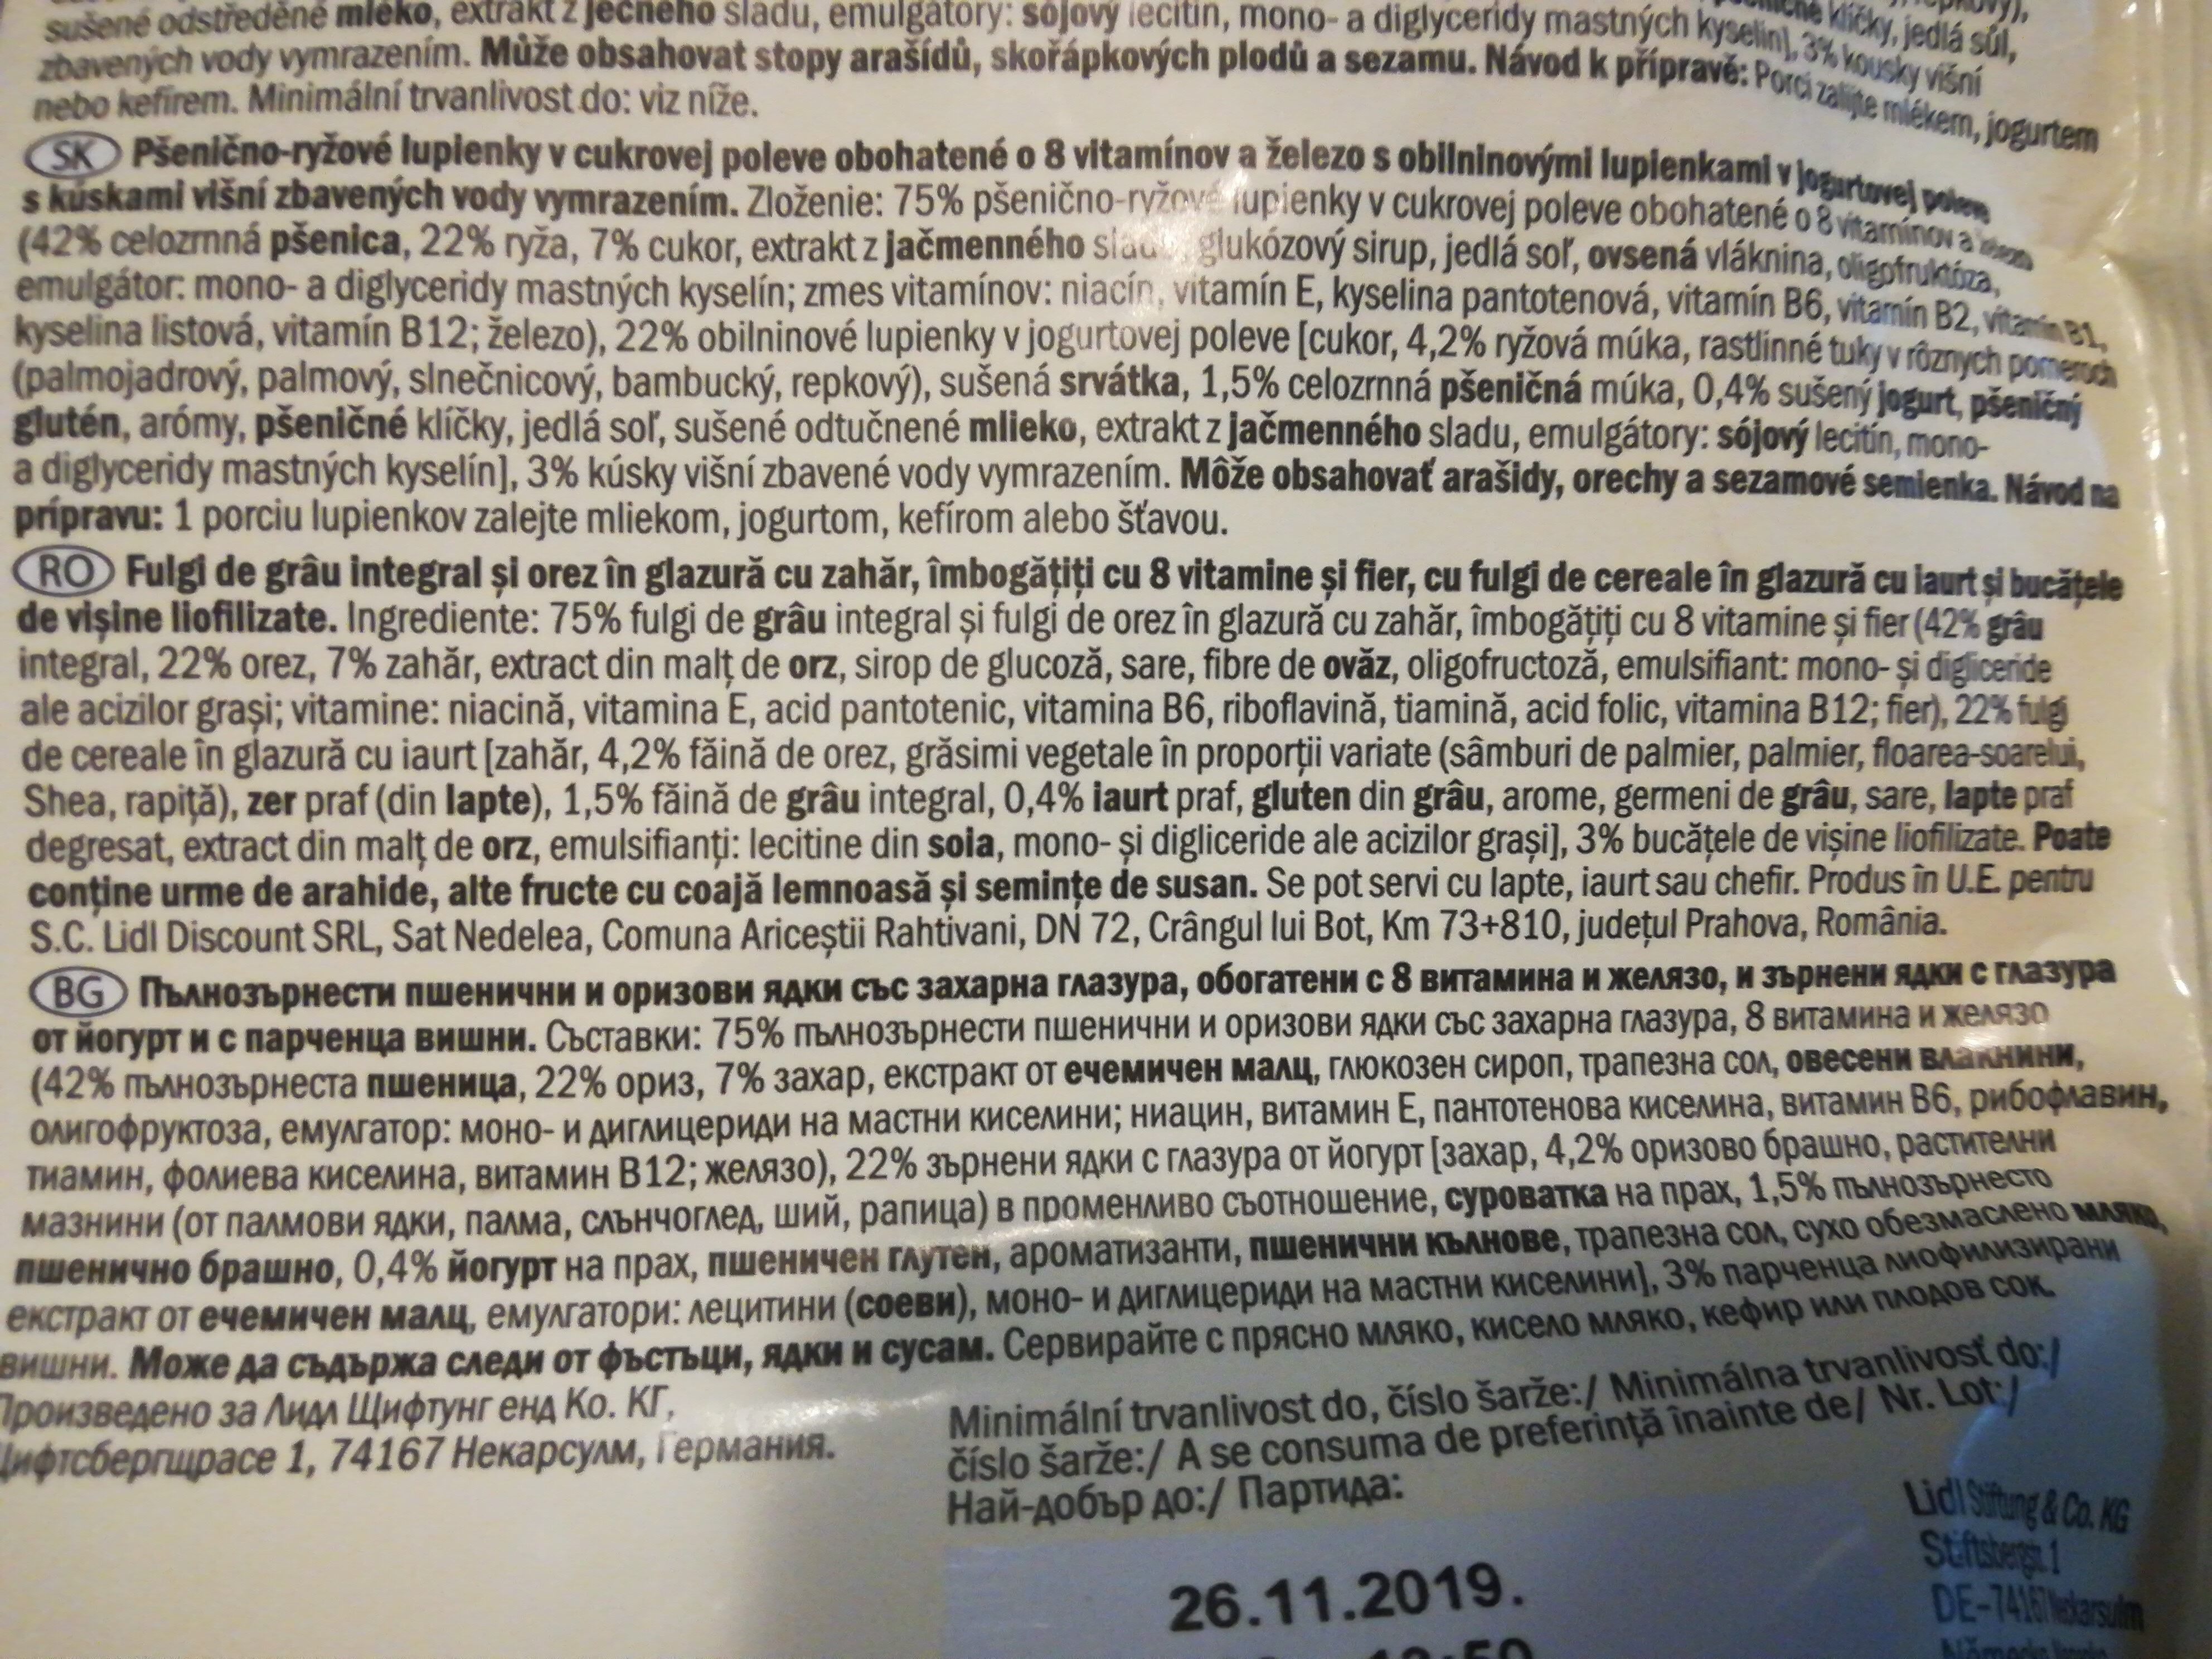 sušené odstředěné mléko, extrakt z ječného sladu, emulgátory: sójový lecitin, mono- a diglyceridy mastných kyselin], 3% kousky višní
zbavených vody vymrazením. Může obsahovat stopy arašídů, skořápkových plodů a sezamu. Návod k přípravě: Porci zalijte mlékem, jogurtem
nebo kefírem. Minimální trvanlivost do: viz níže.
klíčky, jedlá sůl,
SK Pšenično-ryžové lupienky v cukrovej poleve obohatené o 8 vitamínov a železo s obilninovými lupienkami v jogurtovej poleve
s kúskami višní zbavených vody vymrazením. Zloženie: 75% pšenično-ryžové lupienky v cukrovej poleve obohatené o 8 vitamínov a železo
(42% celozrnná pšenica, 22% ryža, 7% cukor, extrakt z jačmenného sladu, glukózový sirup, jedlá soľ, ovsená vláknina, oligofruktóza,
emulgátor: mono- a diglyceridy mastných kyselín; zmes vitamínov: niacín, vitamín E, kyselina pantotenová, vitamín B6, vitamín B2, vitamín B1,
kyselina listová, vitamín B12; železo), 22% obilninové lupienky v jogurtovej poleve [cukor, 4,2% ryžová múka, rastlinné tuky v rôznych pomeroch
(palmojadrový, palmový, slnečnicový, bambucký, repkový), sušená srvátka, 1,5% celozrnná pšeničná múka, 0,4% sušený jogurt, pšeničný
glutén, arómy, pšeničné klíčky, jedlá soľ, sušené odtučnené mlieko, extrakt z jačmenného sladu, emulgátory: sójový lecitín, mono-
a diglyceridy mastných kyselín], 3% kúsky višní zbavené vody vymrazením. Môže obsahovať arašidy, orechy a sezamové semienka. Návod na
prípravu: 1 porciu lupienkov zalejte mliekom, jogurtom, kefírom alebo šťavou.
RO Fulgi de grâu integral și orez în glazură cu zahăr, îmbogățiți cu 8 vitamine și fier, cu fulgi de cereale în glazură cu iaurt și bucățele
de vișine liofilizate. Ingrediente: 75% fulgi de grâu integral și fulgi de orez în glazură cu zahăr, îmbogățiți cu 8 vitamine și fier (42% grâu
integral, 22% orez, 7% zahăr, extract din malț de orz, sirop de glucoză, sare, fibre de ovăz, oligofructoză, emulsifiant: mono- și digliceride
ale acizilor grași; vitamine: niacină, vitamina E, acid pantotenic, vitamina B6, riboflavină, tiamină, acid folic, vitamina B12; fier), 22% fulgi
de cereale în glazură cu iaurt [zahăr, 4,2% făină de orez, grăsimi vegetale în proporții variate (sâmburi de palmier, palmier, floarea-soarelui,
Shea, rapiță), zer praf (din lapte), 1,5% făină de grâu integral, 0,4% iaurt praf, gluten din grâu, arome, germeni de grâu, sare, lapte praf
degresat, extract din malț de orz, emulsifianți: lecitine din soia, mono- și digliceride ale acizilor grași], 3% bucățele de vișine liofilizate. Poate
conține urme de arahide, alte fructe cu coajă lemnoasă și semințe de susan. Se pot servi cu lapte, iaurt sau chefir. Produs în U.E. pentru
S.C. Lidl Discount SRL, Sat Nedelea, Comuna Ariceștii Rahtivani, DN 72, Crângul lui Bot, Km 73+810, județul Prahova, România.
BG Пълнозърнести пшенични и оризови ядки със захарна глазура, обогатени с 8 витамина и желязо, и зърнени ядки с глазура
от йогурт и с парченца вишни. Съставки: 75% пълнозърнести пшенични и оризови ядки със захарна глазура, 8 витамина и желязо
(42% пълнозърнеста пшеница, 22% ориз, 7% захар, екстракт от ечемичен малц, глюкозен сироп, трапезна сол, овесени влакнини,
олигофруктоза, емулгатор: моно- и диглицериди на мастни киселини; ниацин, витамин Е, пантотенова киселина, витамин В6, рибофлавин,
тиамин, фолиева киселина, витамин В12; желязо), 22% зърнени ядки с глазура от йогурт [захар, 4,2% оризово брашно, растителни
мазнини (от палмови ядки, палма, слънчоглед, ший, рапица) в променливо съотношение, суроватка на прах, 1,5% пълнозърнесто
пшенично брашно, 0,4% йогурт на прах, пшеничен глутен, ароматизанти, пшенични кълнове, трапезна сол, сухо обезмаслено мляко,
екстракт от ечемичен малц, емулгатори: лецитини (соеви), моно- и диглицериди на мастни киселини], 3% парченца лиофилизирани
вишни. Може да съдържа следи от фъстъци, ядки и сусам. Сервирайте с прясно мляко, кисело мляко, кефир или плодов сок.
Произведено за Лидл Щифтунг енд Ко. КГ,
Щифтсбергщрасе 1, 74167 Некарсулм, Германия.
Minimální trvanlivost do, číslo šarže:/ Minimálna trvanlivosť do:/
číslo šarže:/ A se consuma de preferință înainte de/ Nr. Lot:/
Най-добър до:/ Партида:
26.11.2019.
Lidl Stiftung & Co. KG
Stiftsbergstr. 1
DE-74167 Neckarsulm